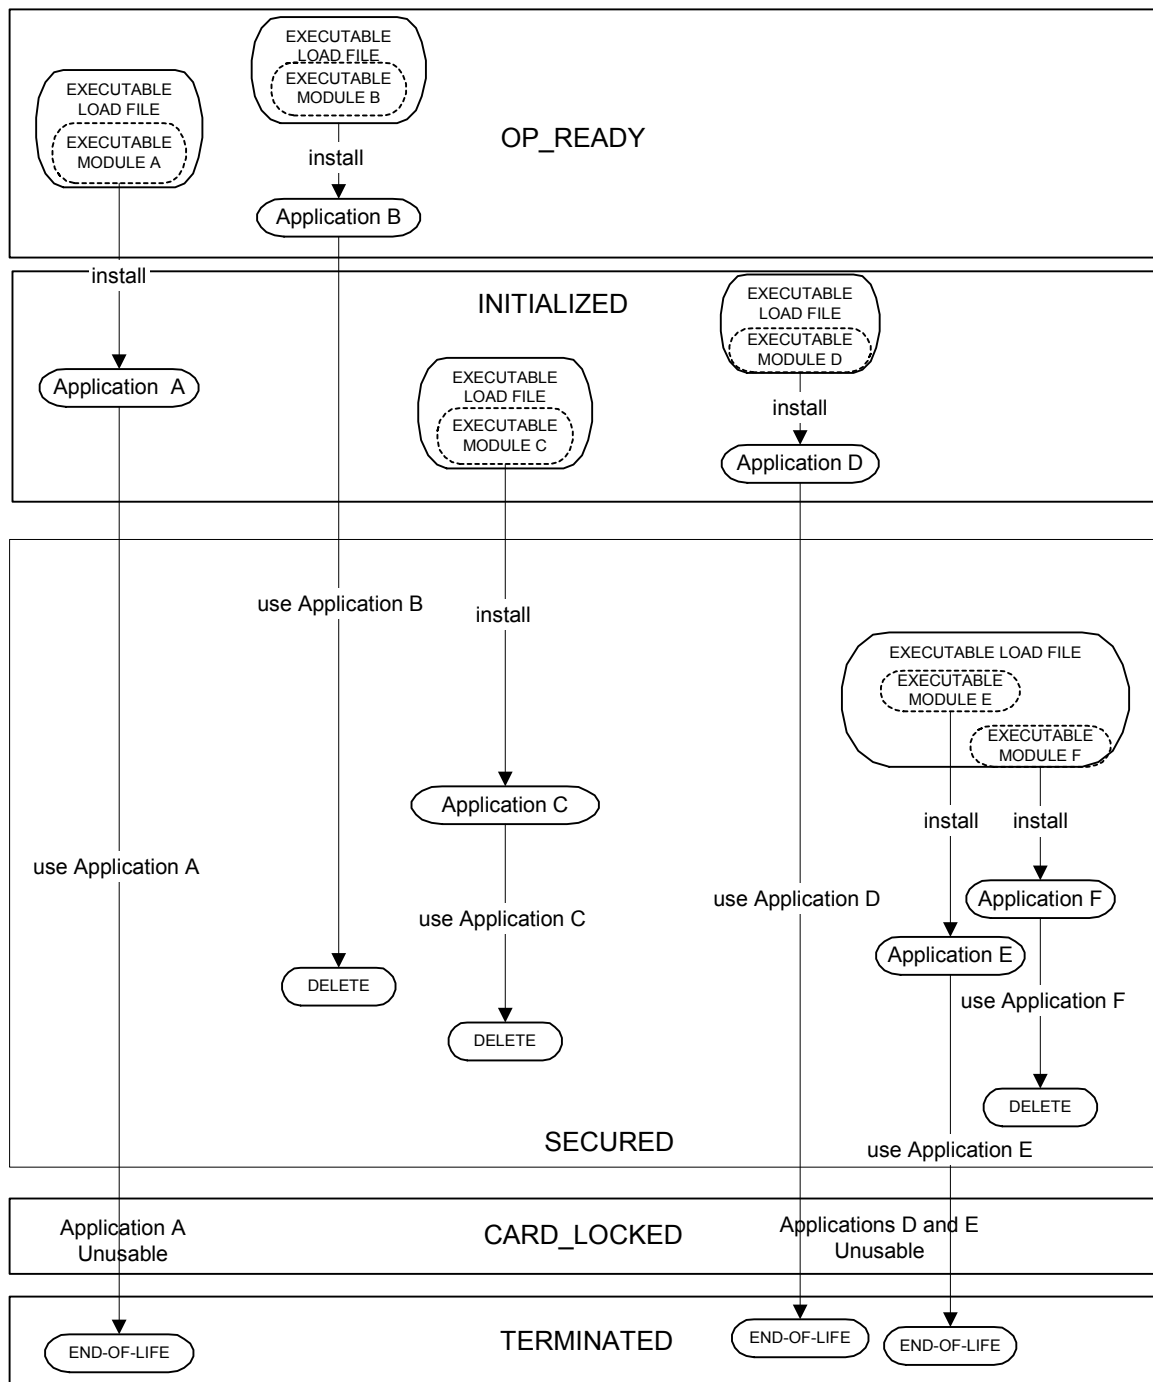 EXECUTABLE
LOAD FILE
EXECUTABLE
MODULE B
EXECUTABLE
LOAD FILE
EXECUTABLE
MODULE A
OP_READY
install
Application B
install
INITIALIZED
EXECUTABLE
LOAD FILE
EXECUTABLE
MODULE D
Application A
EXECUTABLE
LOAD FILE
EXECUTABLE
MODULE C
install
Application D
use Application B
install
EXECUTABLE LOAD FILE
EXECUTABLE
MODULE E
EXECUTABLE
MODULE F
Application C
install
install
use Application A
use Application C
use Application D
Application F
Application E
DELETE
use Application F
DELETE
DELETE
SECURED
use Application E
Application A
Unusable
CARD_LOCKED
Applications D and E
Unusable
END-OF-LIFE
TERMINATED
END-OF-LIFE
END-OF-LIFE